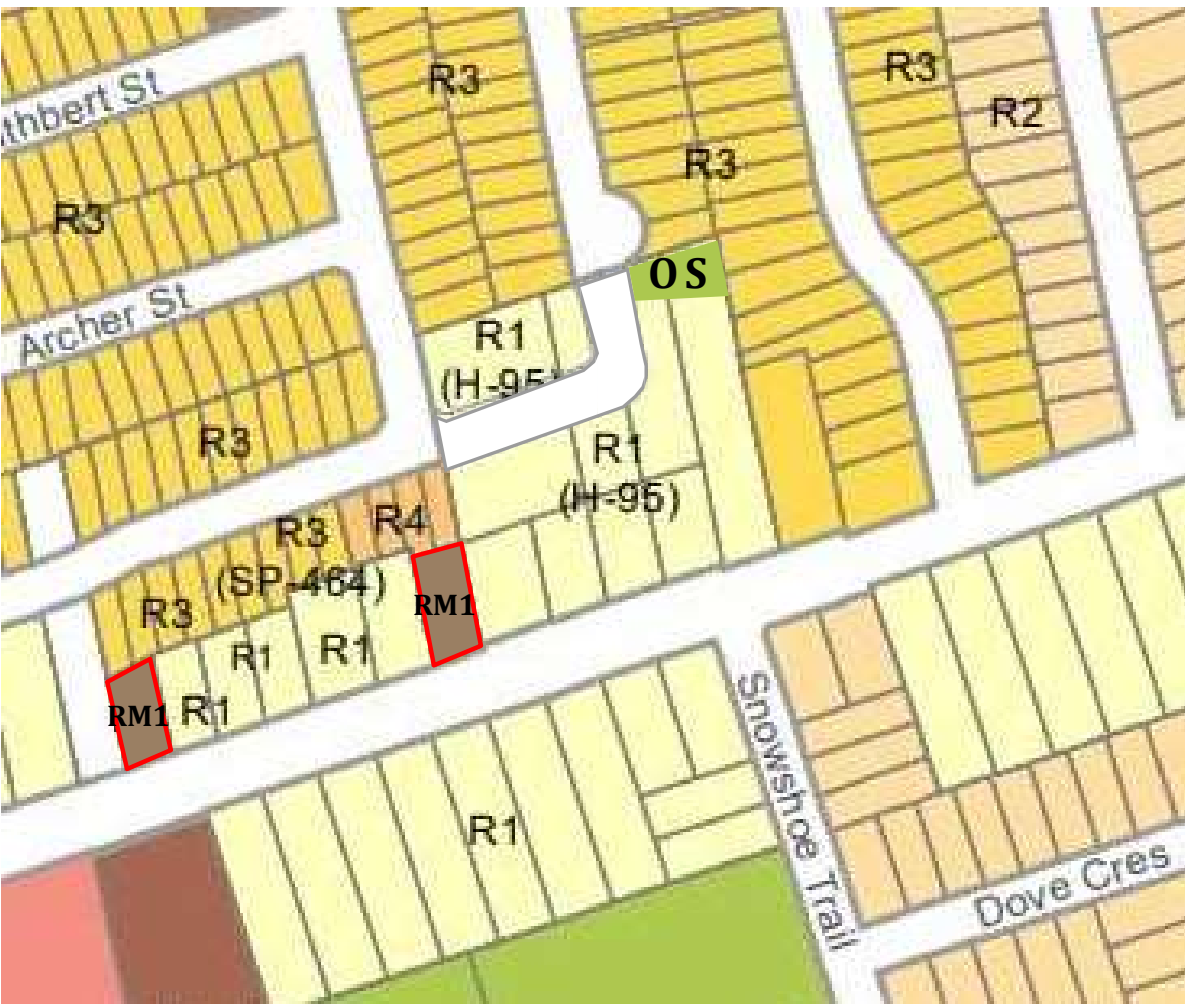 R3
R3
R2
thbert St
R3
R3
OS
Archer St
R1
(H-95)
R3
R1
(H-95)
R3
R4
(SP-464)
R3
RM1
R1
R1
RM1
R1
Snowshoe Trail
R1
Dove Cres